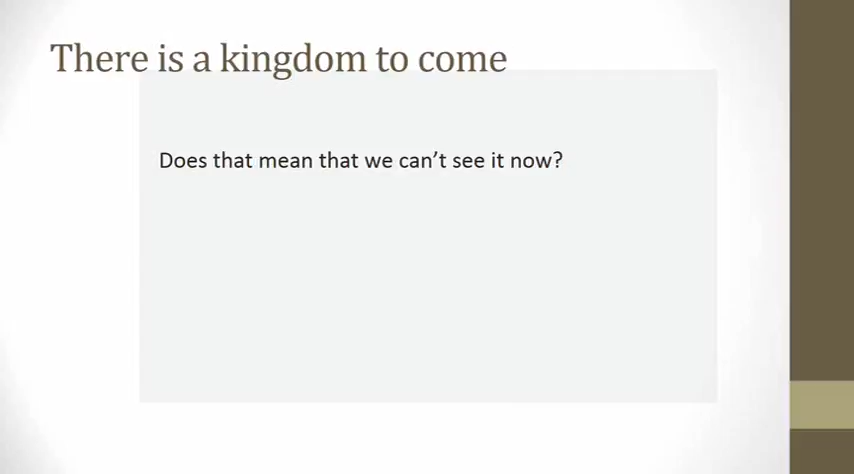 There is a kingdom to come
Does that mean that we can’t see it now?